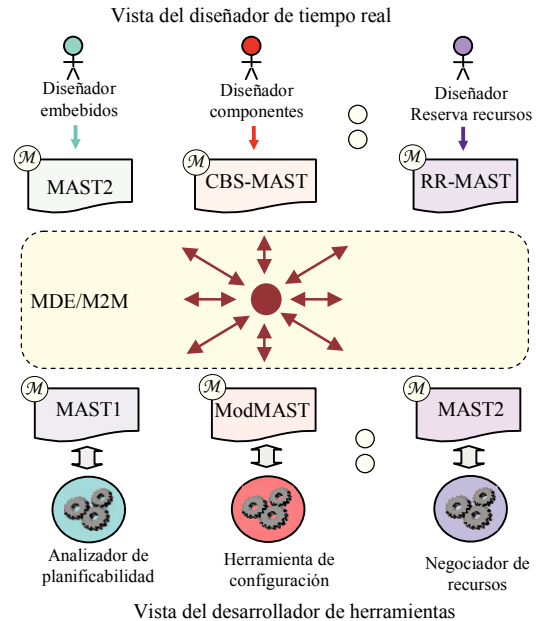 Vista del diseñador de tiempo real
Diseñador
embebidos
Diseñador
componentes
Diseñador
Reserva recursos
ℳ
MAST2
ℳ
CBS-MAST
ℳ
RR-MAST
MDE/M2M
ℳ
MAST1
ℳ
ModMAST
ℳ
MAST2
Analizador de
planificabilidad
Herramienta de
configuración
Negociador de
recursos
Vista del desarrollador de herramientas